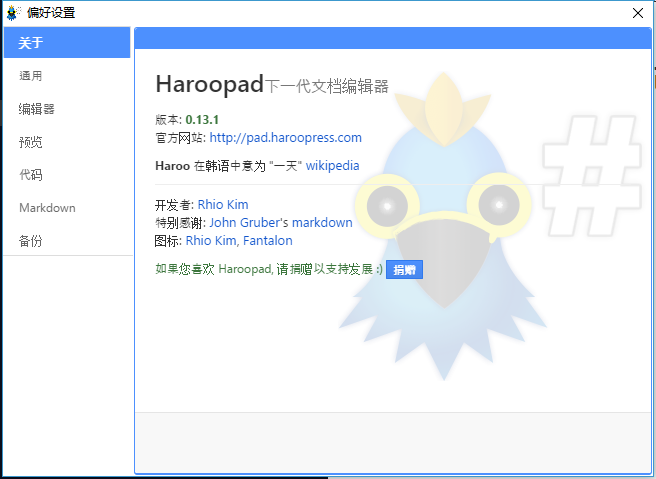 偏好设置
关于
通用
编辑器
预览
代码
Markdown
备份
Haroopad下一代文档编辑器
版本: 0.13.1
官方网站: http://pad.haroopress.com
Haroo 在韩语中意为 "一天" wikipedia
开发者: Rhio Kim
特别感谢: John Gruber's markdown
图标: Rhio Kim, Fantalon
如果您喜欢 Haroopad, 请捐赠以支持发展 :) 捐赠
#